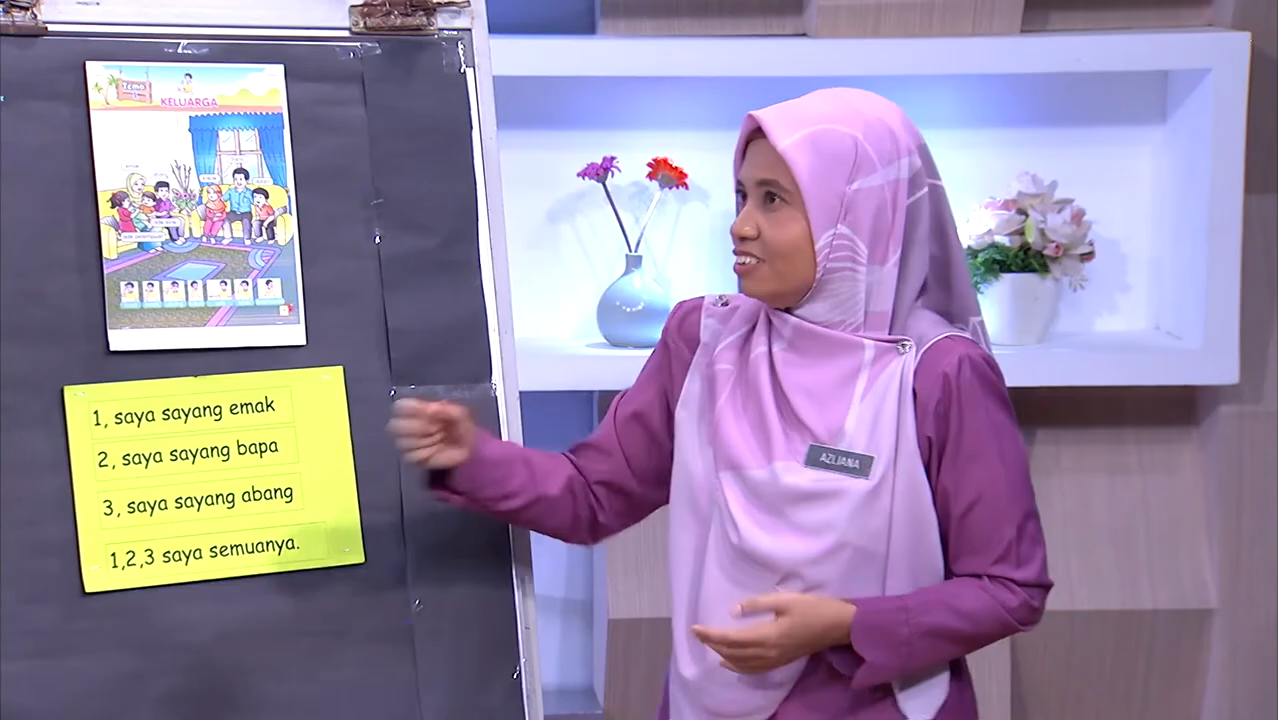 Tema
KELUARGA
1, saya sayang emak
2, saya sayang bapa
3, saya sayang abang
1,2,3 saya semuanya.
AZLIANA